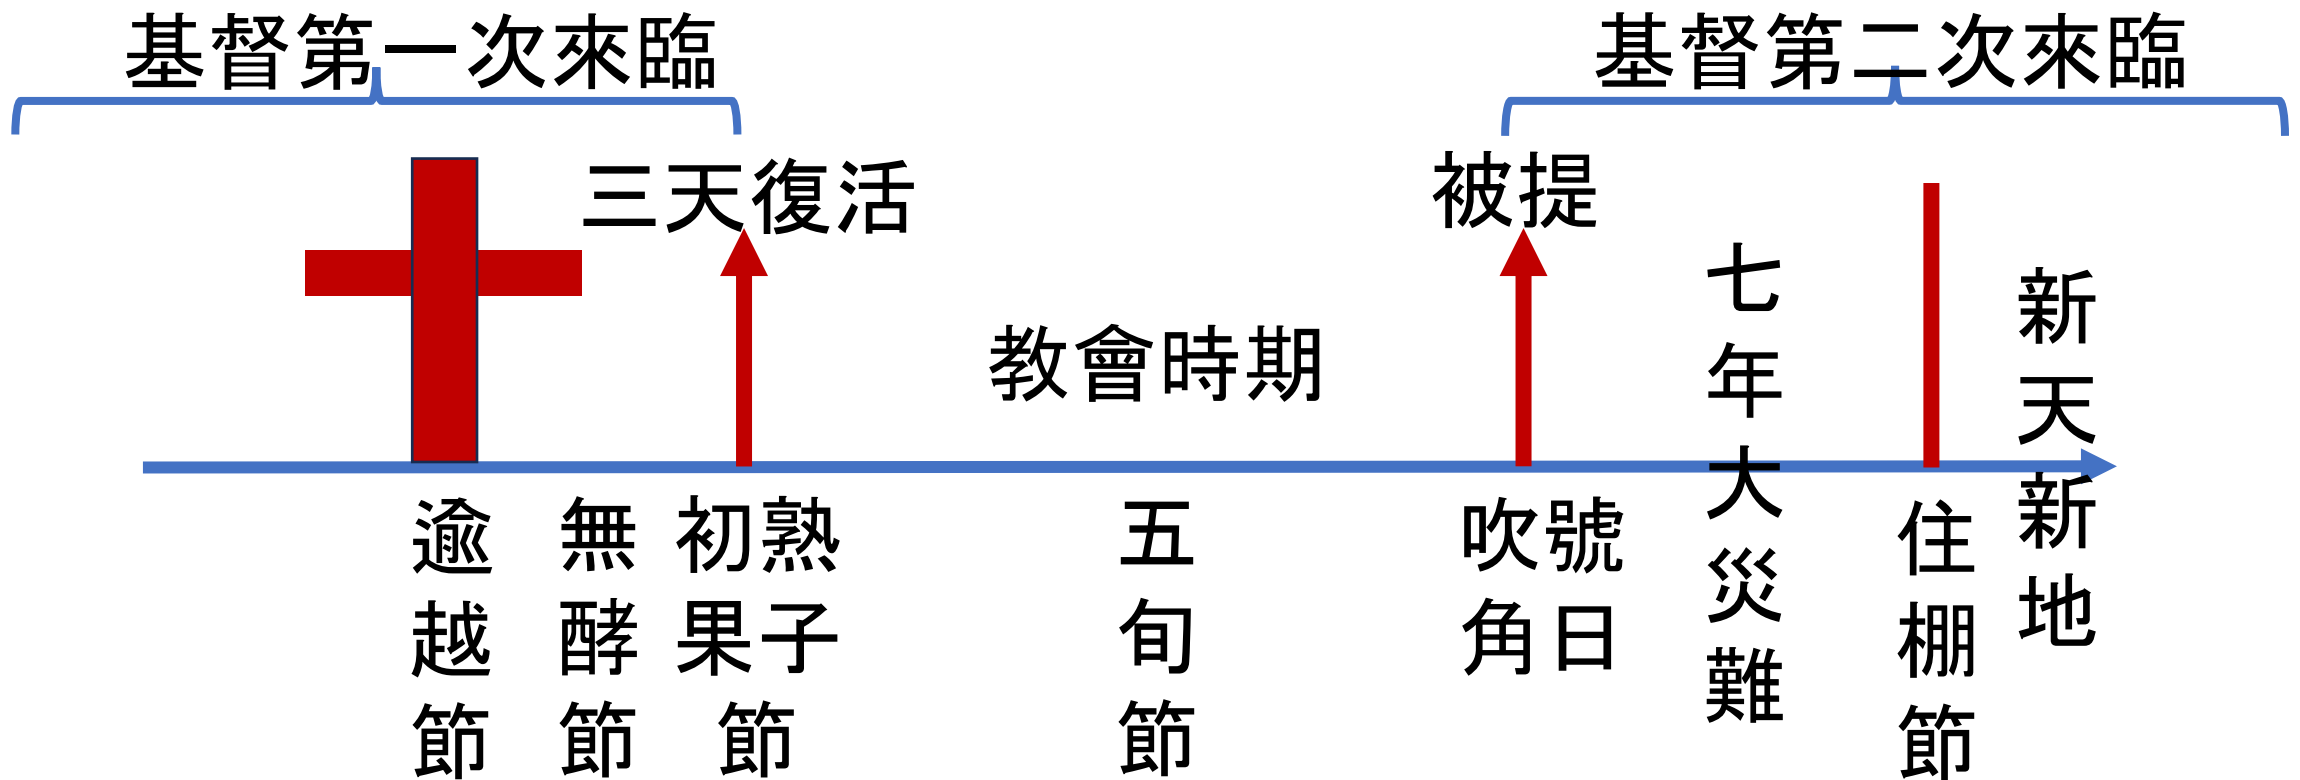 基督第一次來臨
基督第二次來臨
三天復活
被提
教會時期
七年大災難
新天新地
逾越節
無酵節
初熟果子節
五旬節
吹號角日
住棚節